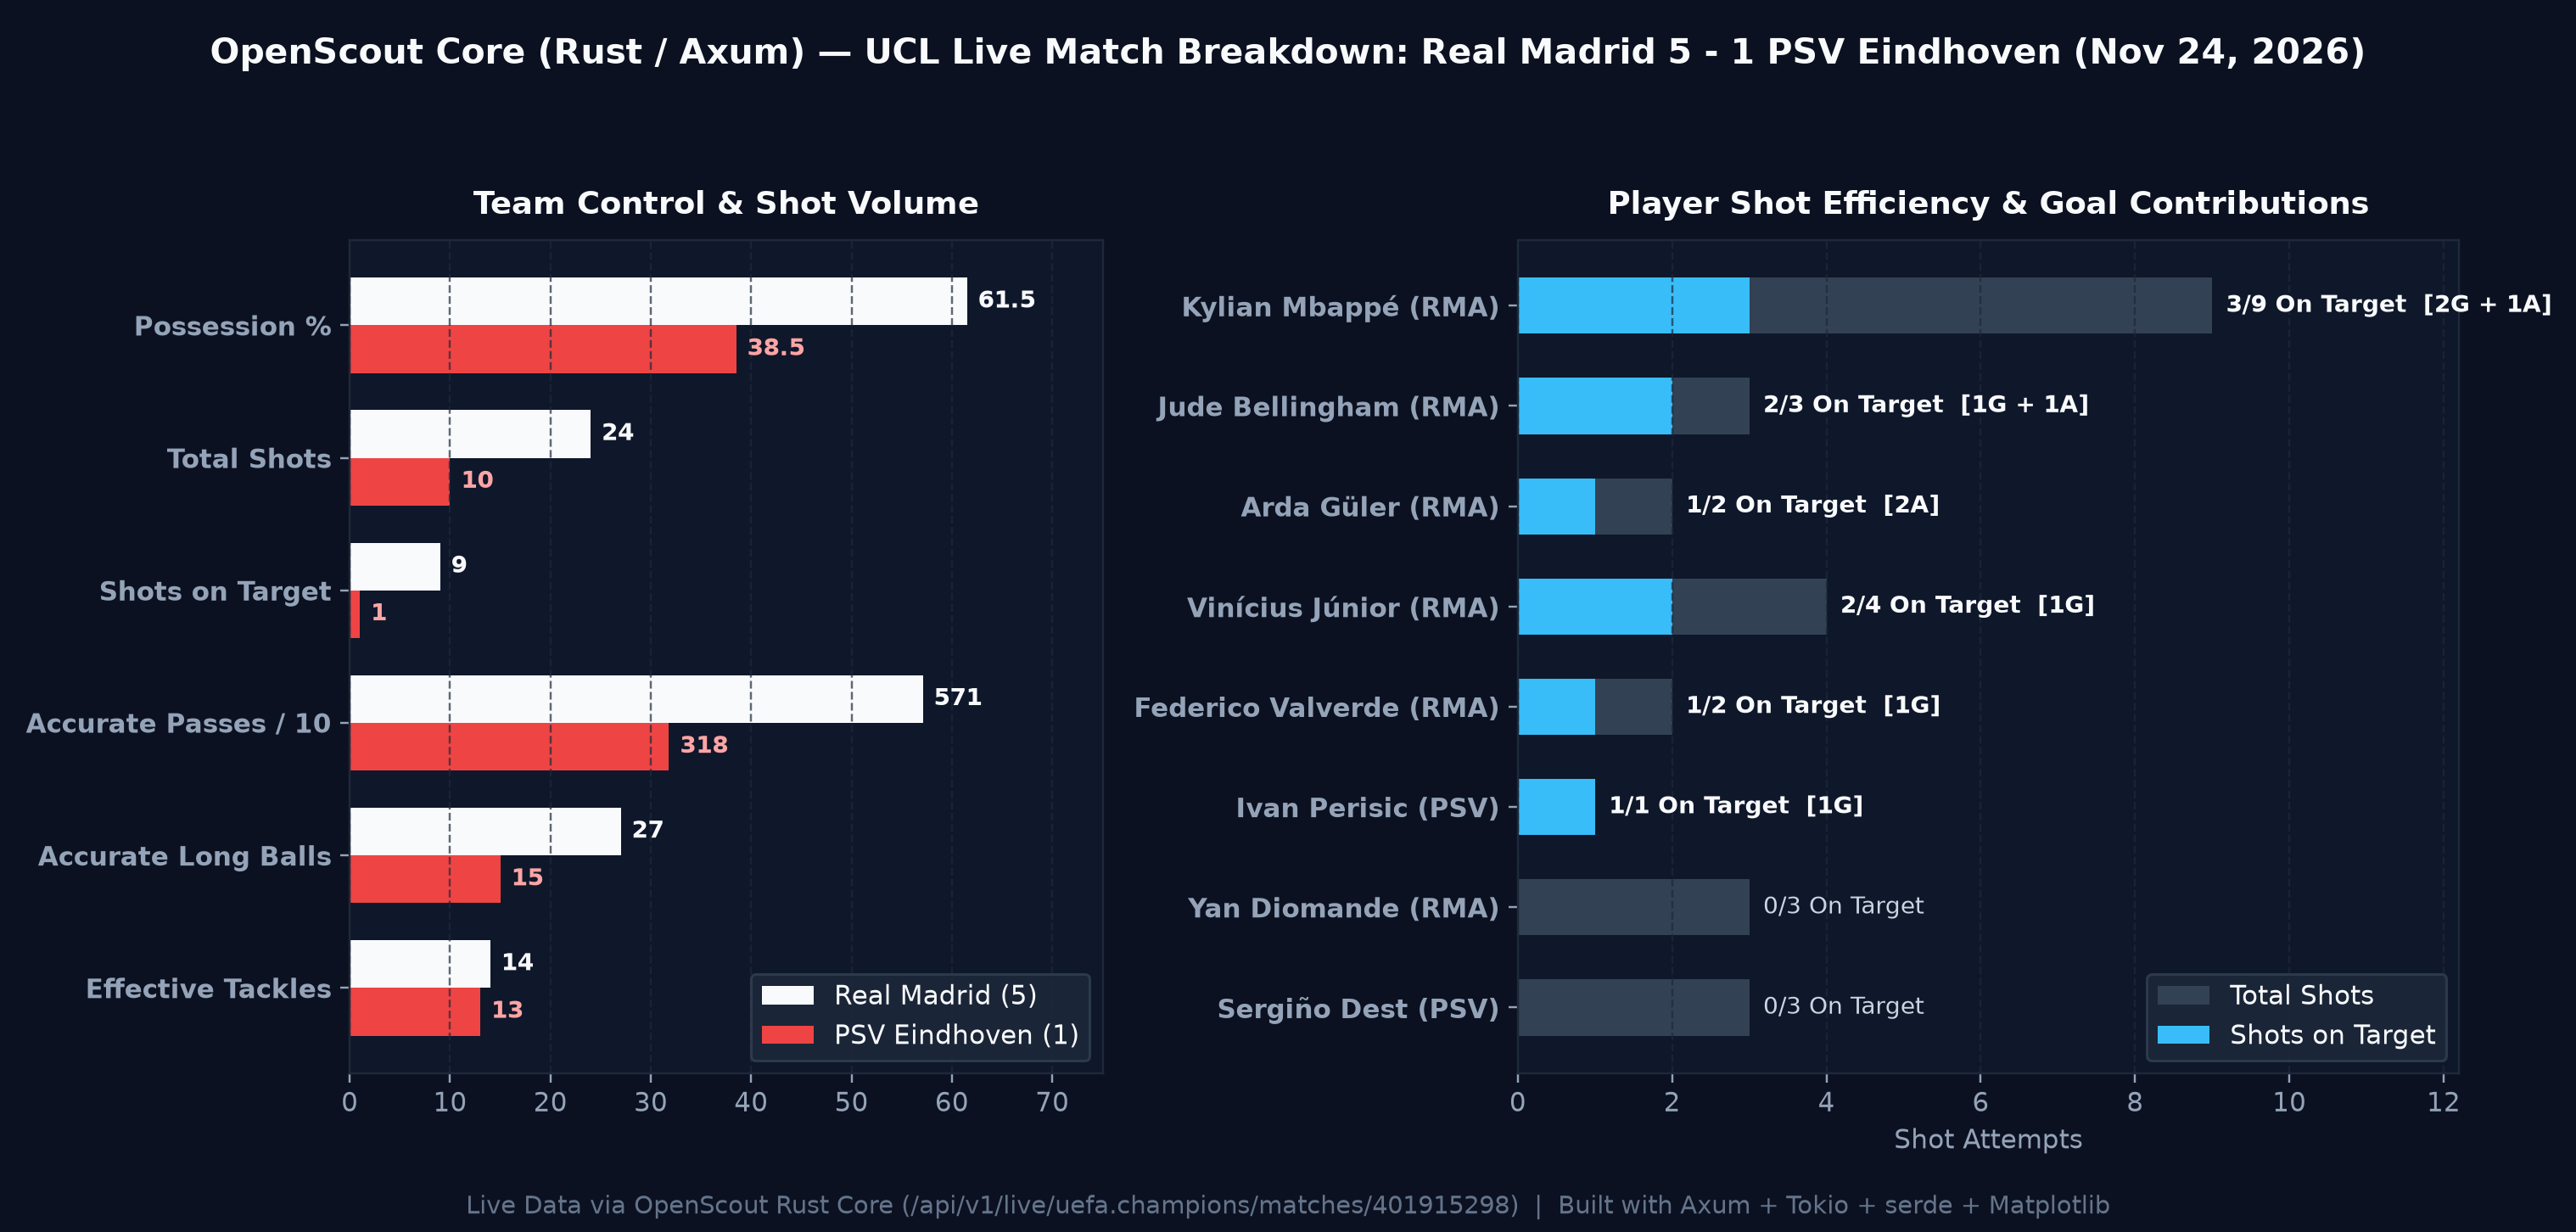 OpenScout Core (Rust / Axum) — UCL Live Match Breakdown: Real Madrid 5 - 1 PSV Eindhoven (Nov 24, 2026)
Team Control & Shot Volume
Possession %
61.5
38.5
Total Shots
24
10
Shots on Target
9
1
Accurate Passes / 10
571
318
Accurate Long Balls
27
15
Effective Tackles
14
13
Real Madrid (5)
PSV Eindhoven (1)
0 10 20 30 40 50 60 70
Player Shot Efficiency & Goal Contributions
Kylian Mbappé (RMA) 3/9 On Target [2G + 1A]
Jude Bellingham (RMA) 2/3 On Target [1G + 1A]
Arda Güler (RMA) 1/2 On Target [2A]
Vinícius Júnior (RMA) 2/4 On Target [1G]
Federico Valverde (RMA) 1/2 On Target [1G]
Ivan Perisic (PSV) 1/1 On Target [1G]
Yan Diomande (RMA) 0/3 On Target
Sergiño Dest (PSV) 0/3 On Target
Total Shots
Shots on Target
0 2 4 6 8 10 12
Shot Attempts
Live Data via OpenScout Rust Core (/api/v1/live/uefa.champions/matches/401915298) | Built with Axum + Tokio + serde + Matplotlib